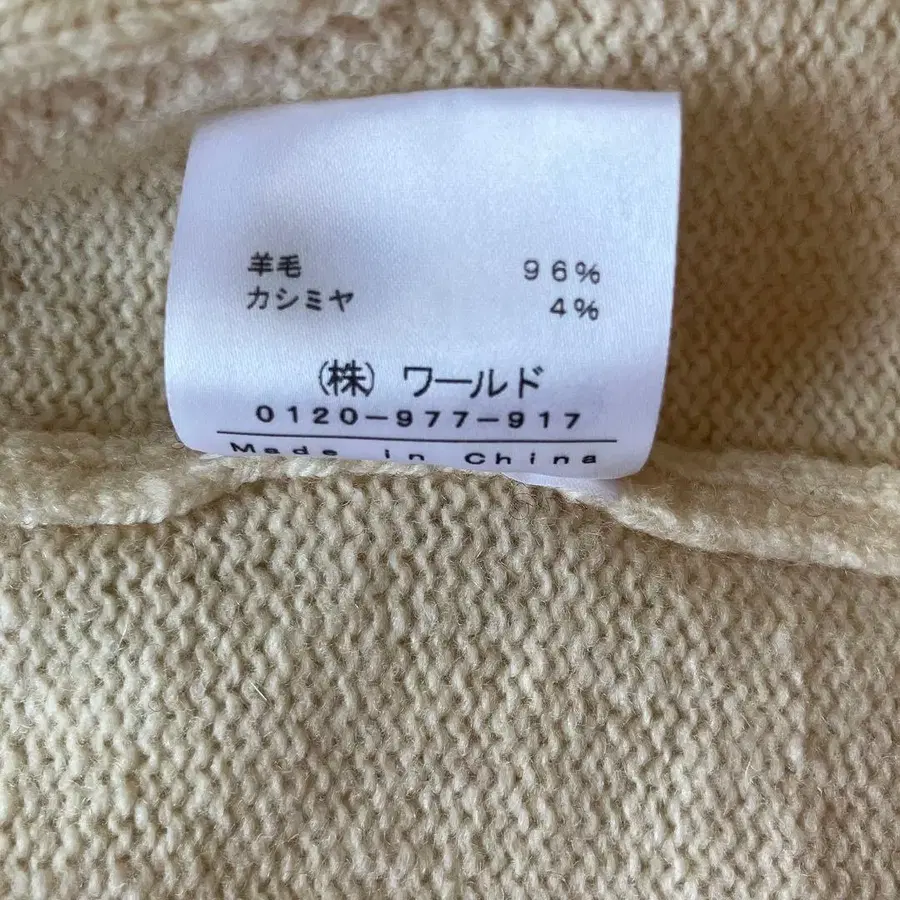 羊毛 96%
カシミヤ 4%
(株) ワールド
0120-977-917
Made in China